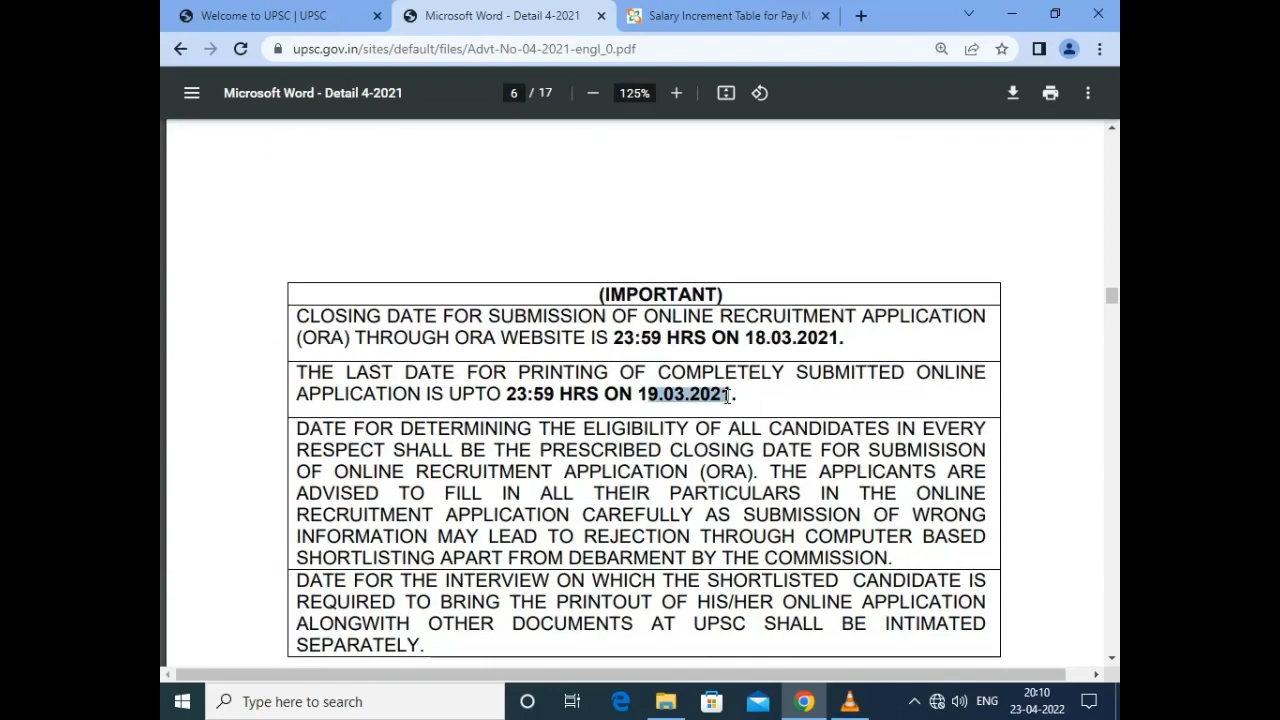 Welcome to UPSC | UPSC
Microsoft Word - Detail 4-2021
Salary Increment Table for Pay M
upsc.gov.in/sites/default/files/Advt-No-04-2021-engl_0.pdf
Microsoft Word - Detail 4-2021
6 / 17
125%
(IMPORTANT)
CLOSING DATE FOR SUBMISSION OF ONLINE RECRUITMENT APPLICATION
(ORA) THROUGH ORA WEBSITE IS 23:59 HRS ON 18.03.2021.
THE LAST DATE FOR PRINTING OF COMPLETELY SUBMITTED ONLINE
APPLICATION IS UPTO 23:59 HRS ON 19.03.2021.
DATE FOR DETERMINING THE ELIGIBILITY OF ALL CANDIDATES IN EVERY
RESPECT SHALL BE THE PRESCRIBED CLOSING DATE FOR SUBMISISON
OF ONLINE RECRUITMENT APPLICATION (ORA). THE APPLICANTS ARE
ADVISED TO FILL IN ALL THEIR PARTICULARS IN THE ONLINE
RECRUITMENT APPLICATION CAREFULLY AS SUBMISSION OF WRONG
INFORMATION MAY LEAD TO REJECTION THROUGH COMPUTER BASED
SHORTLISTING APART FROM DEBARMENT BY THE COMMISSION.
DATE FOR THE INTERVIEW ON WHICH THE SHORTLISTED CANDIDATE IS
REQUIRED TO BRING THE PRINTOUT OF HIS/HER ONLINE APPLICATION
ALONGWITH OTHER DOCUMENTS AT UPSC SHALL BE INTIMATED
SEPARATELY.
Type here to search
ENG
20:10
23-04-2022